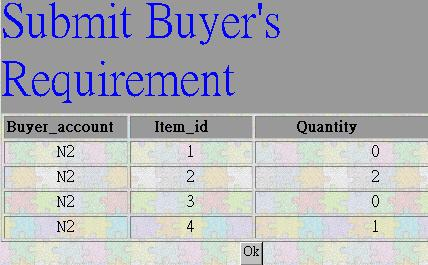 Submit Buyer's
Requirement
Buyer_account Item_id Quantity
N2 1 0
N2 2 2
N2 3 0
N2 4 1
Ok